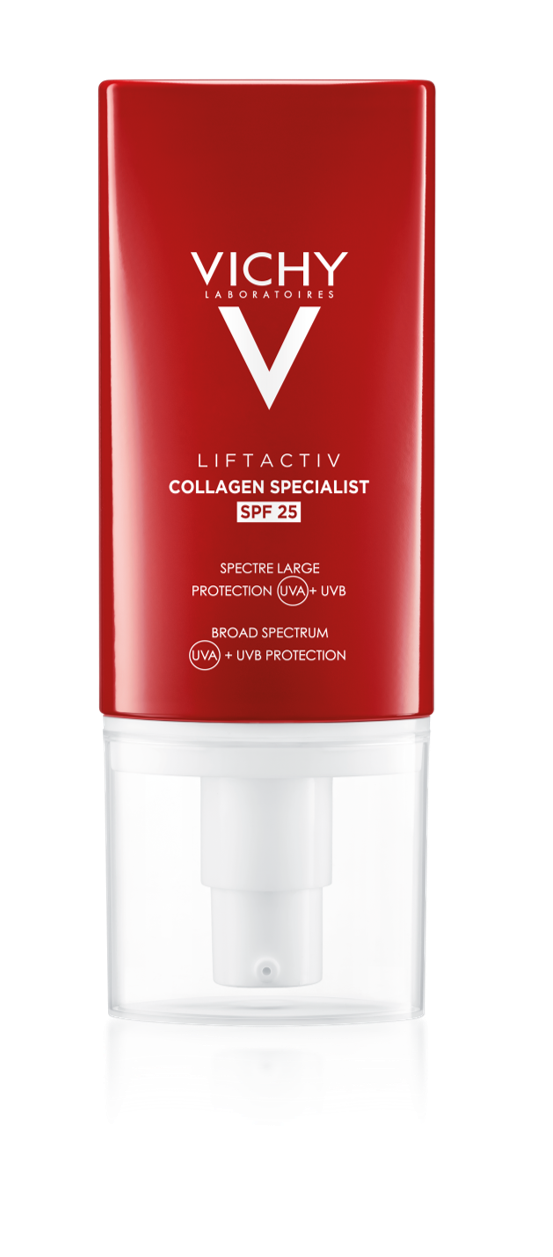 VICHY
LABORATOIRES
V
LIFTACTIV
COLLAGEN SPECIALIST
SPF 25
SPECTRE LARGE
PROTECTION UVA + UVB
BROAD SPECTRUM
UVA + UVB PROTECTION